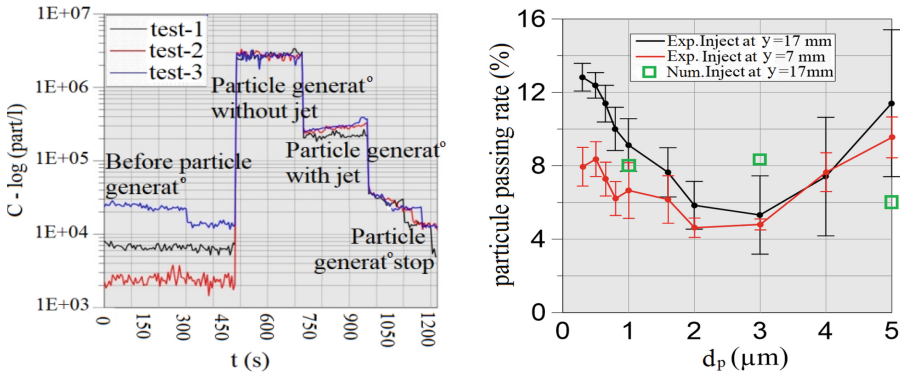 1E+07
1E+06
1E+05
1E+04
1E+03
C - log (part/l)
test-1
test-2
test-3
Particle generat°
without jet
Before particle
generat°
Particle generat°
with jet
Particle
generat°stop
0
150
300
450
600
750
900
1050
1200
t (s)
particule passing rate (%)
16
12
8
4
0
Exp.Inject at y=17 mm
Exp.Inject at y=7 mm
Num.Inject at y=17mm
0
1
2
3
4
5
dₚ (μm)